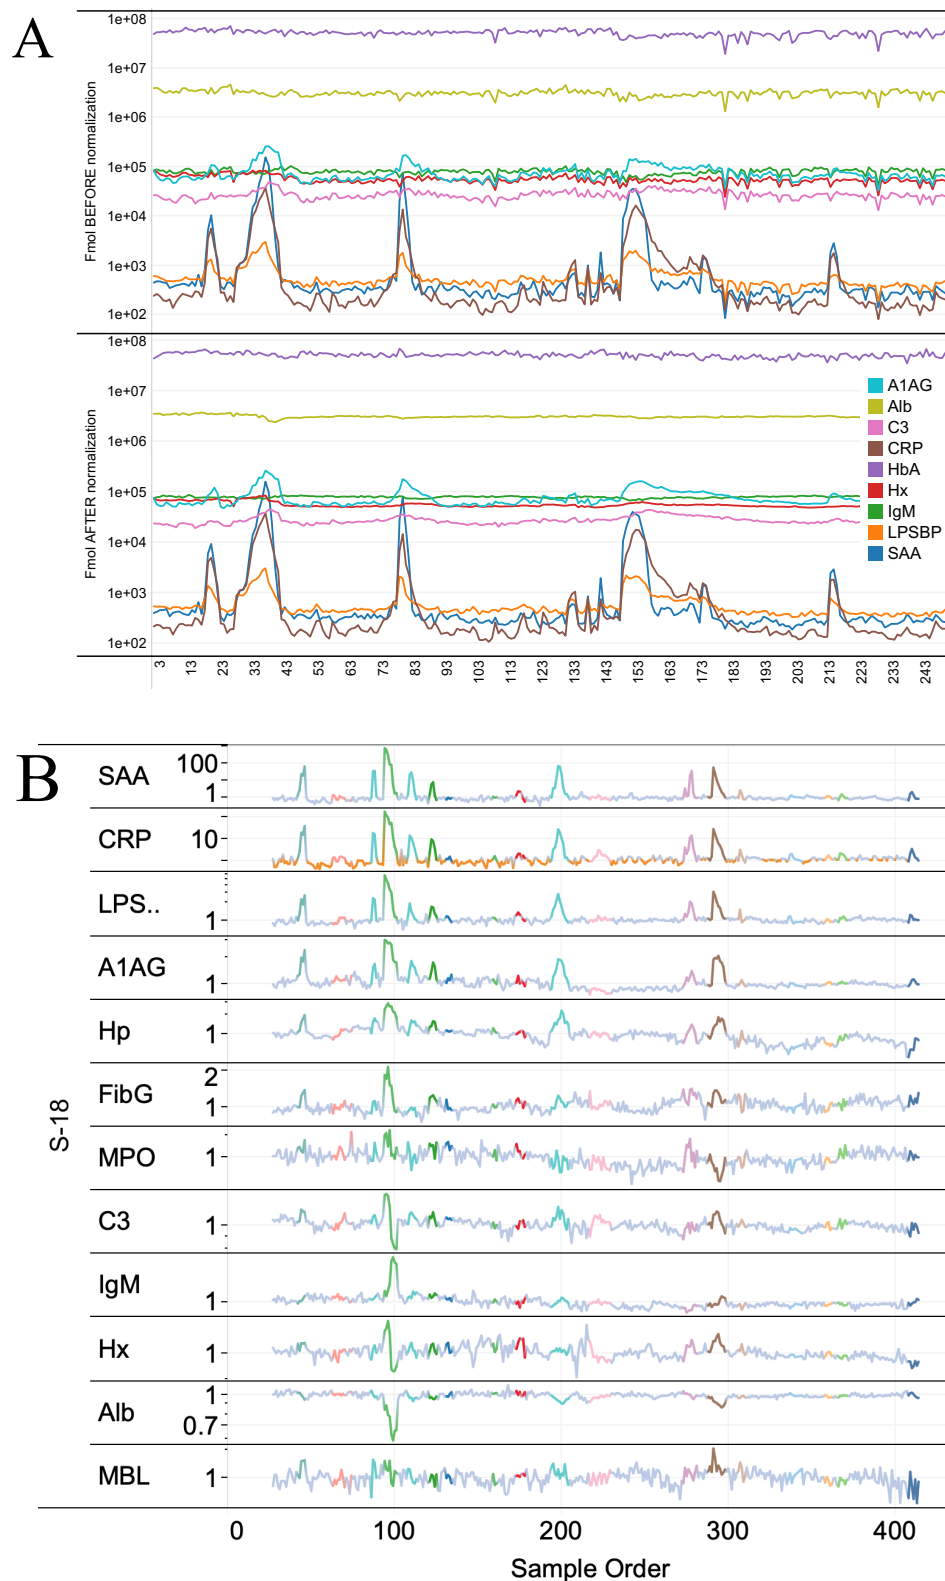 A
Fmol BEFORE normalization
1e+08
1e+07
1e+06
1e+05
1e+04
1e+03
1e+02
Fmol AFTER normalization
1e+08
1e+07
1e+06
1e+05
1e+04
1e+03
1e+02
A1AG
Alb
C3
CRP
HbA
Hx
IgM
LPSBP
SAA
3 13 23 33 43 53 63 73 83 93 103 113 123 133 143 153 163 173 183 193 203 213 223 233 243
B
S-18
SAA 100
1
CRP 10
LPS.. 1
A1AG 1
Hp 1
FibG 2
1
MPO 1
C3 1
IgM 1
Hx 1
Alb 1
0.7
MBL 1
0 100 200 300 400
Sample Order